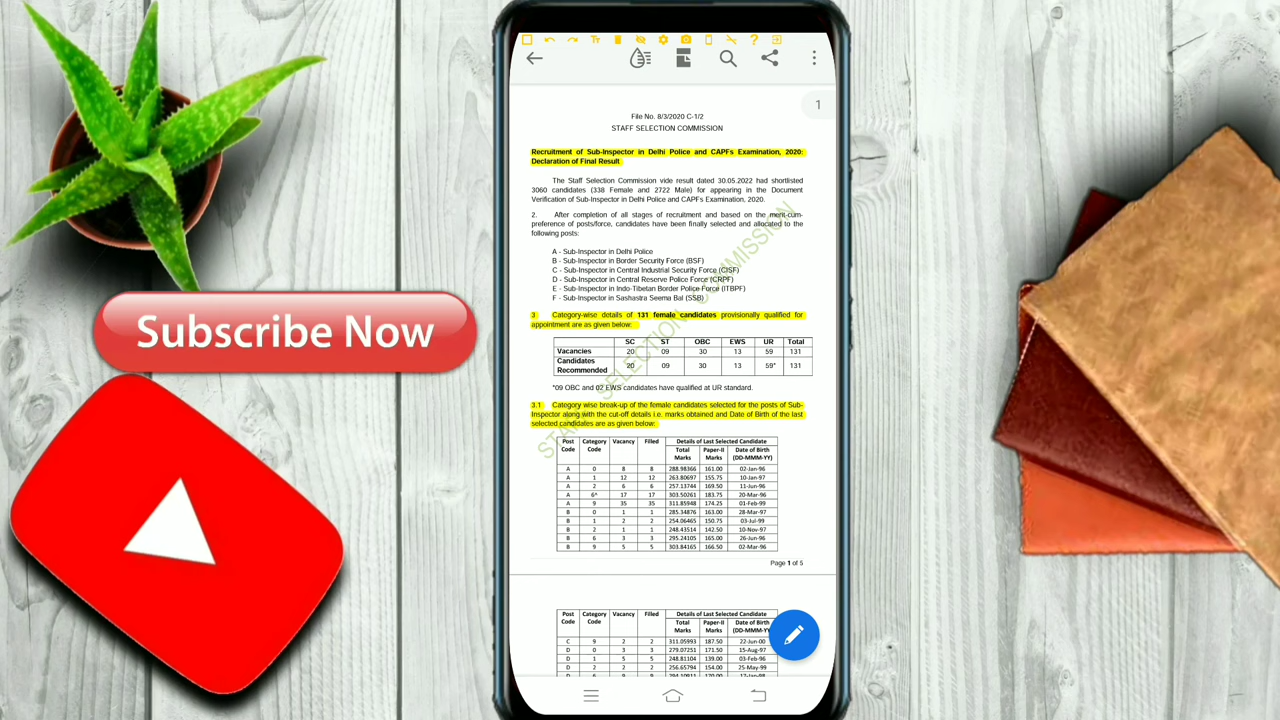 Subscribe Now
1
File No. 8/3/2020 C-1/2
STAFF SELECTION COMMISSION
Recruitment of Sub-Inspector in Delhi Police and CAPFs Examination, 2020:
Declaration of Final Result
The Staff Selection Commission vide result dated 30.05.2022 had shortlisted
3060 candidates (338 Female and 2722 Male) for appearing in the Document
Verification of Sub-Inspector in Delhi Police and CAPFs Examination, 2020.
2. After completion of all stages of recruitment and based on the merit-cum-
preference of posts/force, candidates have been finally selected and allocated to the
following posts:
A - Sub-Inspector in Delhi Police
B - Sub-Inspector in Border Security Force (BSF)
C - Sub-Inspector in Central Industrial Security Force (CISF)
D - Sub-Inspector in Central Reserve Police Force (CRPF)
E - Sub-Inspector in Indo-Tibetan Border Police Force (ITBPF)
F - Sub-Inspector in Sashastra Seema Bal (SSB)
3 Category-wise details of 131 female candidates provisionally qualified for
appointment are as given below:
SC ST OBC EWS UR Total
Vacancies 20 09 30 13 59 131
Candidates
Recommended 20 09 30 13 59* 131
*09 OBC and 02 EWS candidates have qualified at UR standard.
3.1 Category wise break-up of the female candidates selected for the posts of Sub-
Inspector along with the cut-off details i.e. marks obtained and Date of Birth of the last
selected candidates are as given below:
Post Code Category Code Vacancy Filled Details of Last Selected Candidate
Total Marks Paper-II Marks Date of Birth (DD-MMM-YY)
A 0 8 8 288.98366 161.00 02-Jan-96
A 1 12 12 263.80697 155.75 10-Jan-97
A 2 6 6 257.13744 169.50 11-Jun-96
A 6^ 17 17 303.50261 183.75 20-Mar-96
A 9 35 35 311.85948 174.25 01-Feb-99
B 0 1 1 285.34876 163.00 28-Mar-97
B 1 2 2 254.06465 150.75 03-Jul-99
B 2 1 1 248.43514 142.50 10-Nov-97
B 6 3 3 295.24105 165.00 26-Jun-96
B 9 5 5 303.84165 166.50 02-Mar-96
STAFF SELECTION COMMISSION
Page 1 of 5
Post Code Category Code Vacancy Filled Details of Last Selected Candidate
Total Marks Paper-II Marks Date of Birth
C 9 2 2 311.05993 187.50 22-Jun-00
D 0 3 3 279.07251 171.50 15-Aug-97
D 1 5 5 248.81104 139.00 03-Feb-96
D 2 2 2 256.65794 154.00 25-May-99